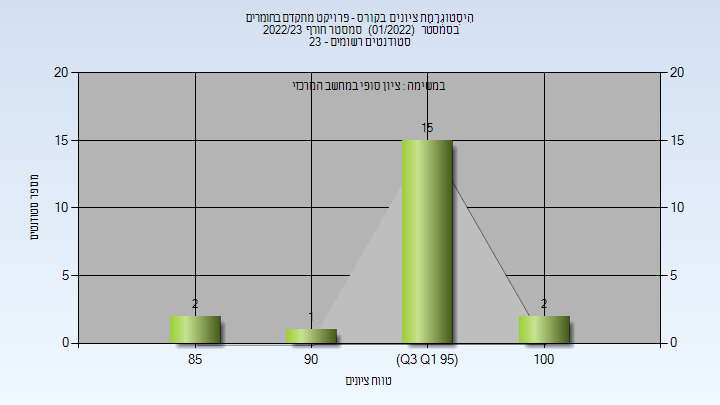 היסטוגרמת ציונים בקורס - פרויקט מתקדם בחומרים
בסמסטר (01/2022) סמסטר חורף 2022/23
סטודנטים רשומים - 23
במשימה : ציון סופי במחשב המרכזי
מספר סטודנטים
20 20
15 15
10 10
5 5
0 0
2 1 15 2
85 90 (Q3 Q1 95) 100
טווח ציונים